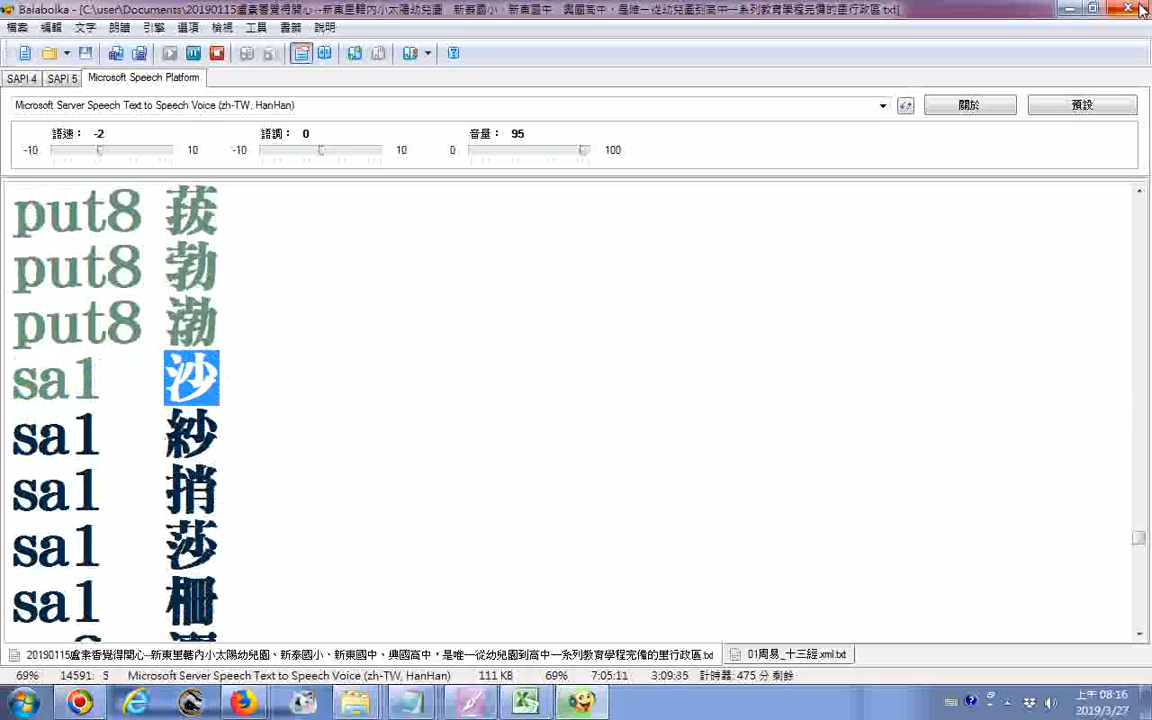 Balabolka - [C:\user\Documents\20190115盧素香覺得開心--新東里轄內小太陽幼兒園、新泰國小、新東國中、興國高中，是唯一從幼兒園到高中一系列教育學程完備的里行政區.txt]
檔案 編輯 文字 朗讀 引擎 選項 檢視 工具 書籤 說明
SAPI 4 SAPI 5 Microsoft Speech Platform
Microsoft Server Speech Text to Speech Voice (zh-TW, HanHan) 關於 預設
語速： -2 語調： 0 音量： 95
-10 10 -10 10 0 100
put8 菝
put8 勃
put8 渤
sa1 沙
sa1 紗
sa1 捎
sa1 莎
sa1 柵
20190115盧素香覺得開心--新東里轄內小太陽幼兒園、新泰國小、新東國中、興國高中，是唯一從幼兒園到高中一系列教育學程完備的里行政區.txt 01周易_十三經.xml.txt
69% 14591: 5 Microsoft Server Speech Text to Speech Voice (zh-TW, HanHan) 111 KB 69% 7:05:11 3:09:35 計時器: 475 分 剩餘
上午 08:16
2019/3/27